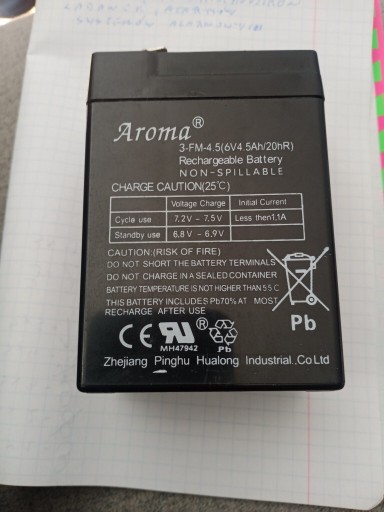 Aroma®
3-FM-4.5(6V4.5Ah/20hR)
Rechargeable Battery
NON-SPILLABLE
CHARGE CAUTION(25℃)
Voltage Charge Initial Current
Cycle use 7.2V - 7.5V Less then1.1A
Standby use 6.8V - 6.9V
CAUTION:(RISK OF FIRE)
DO NOT SHORT THE BATTERY TERMINALS
DO NOT CHARGE IN A SEALED CONTAINER
BATTERY TEMPERATURE IS NOT HIGHER THAN 55℃
THIS BATTERY INCLUDES Pb70% AT MOST
RECHARGE AFTER USE
Pb
CE RU® Pb
MH47942
Zhejiang Pinghu Hualong Industrial.,Co Ltd